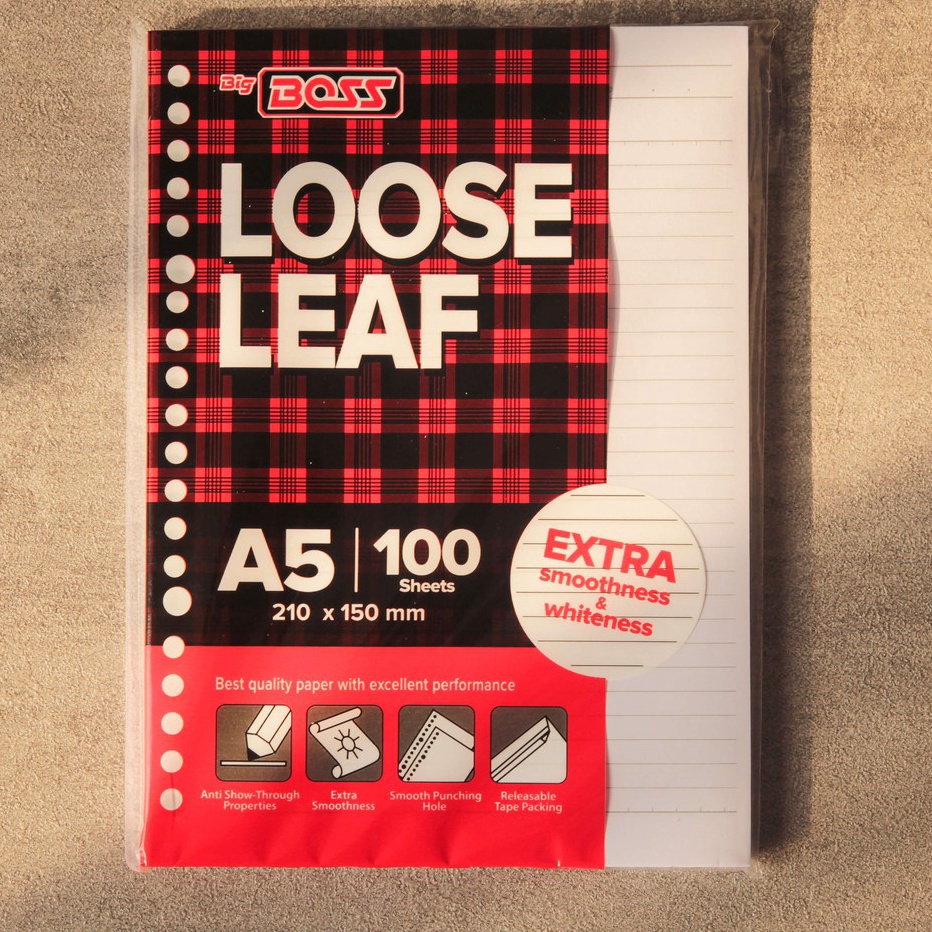 Big BOSS
LOOSE
LEAF
A5
100
Sheets
210 x 150 mm
EXTRA
smoothness
&
whiteness
Best quality paper with excellent performance
Anti Show-Through
Properties
Extra
Smoothness
Smooth Punching
Hole
Releasable
Tape Packing